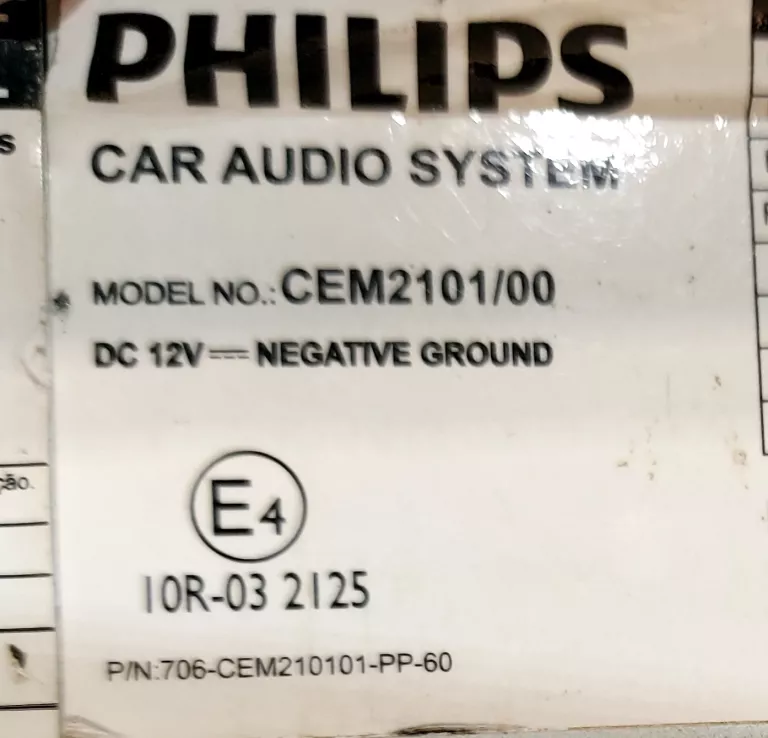 PHILIPS
CAR AUDIO SYSTEM
MODEL NO.: CEM2101/00
DC 12V⎓NEGATIVE GROUND
E4
10R-03 2125
P/N:706-CEM210101-PP-60